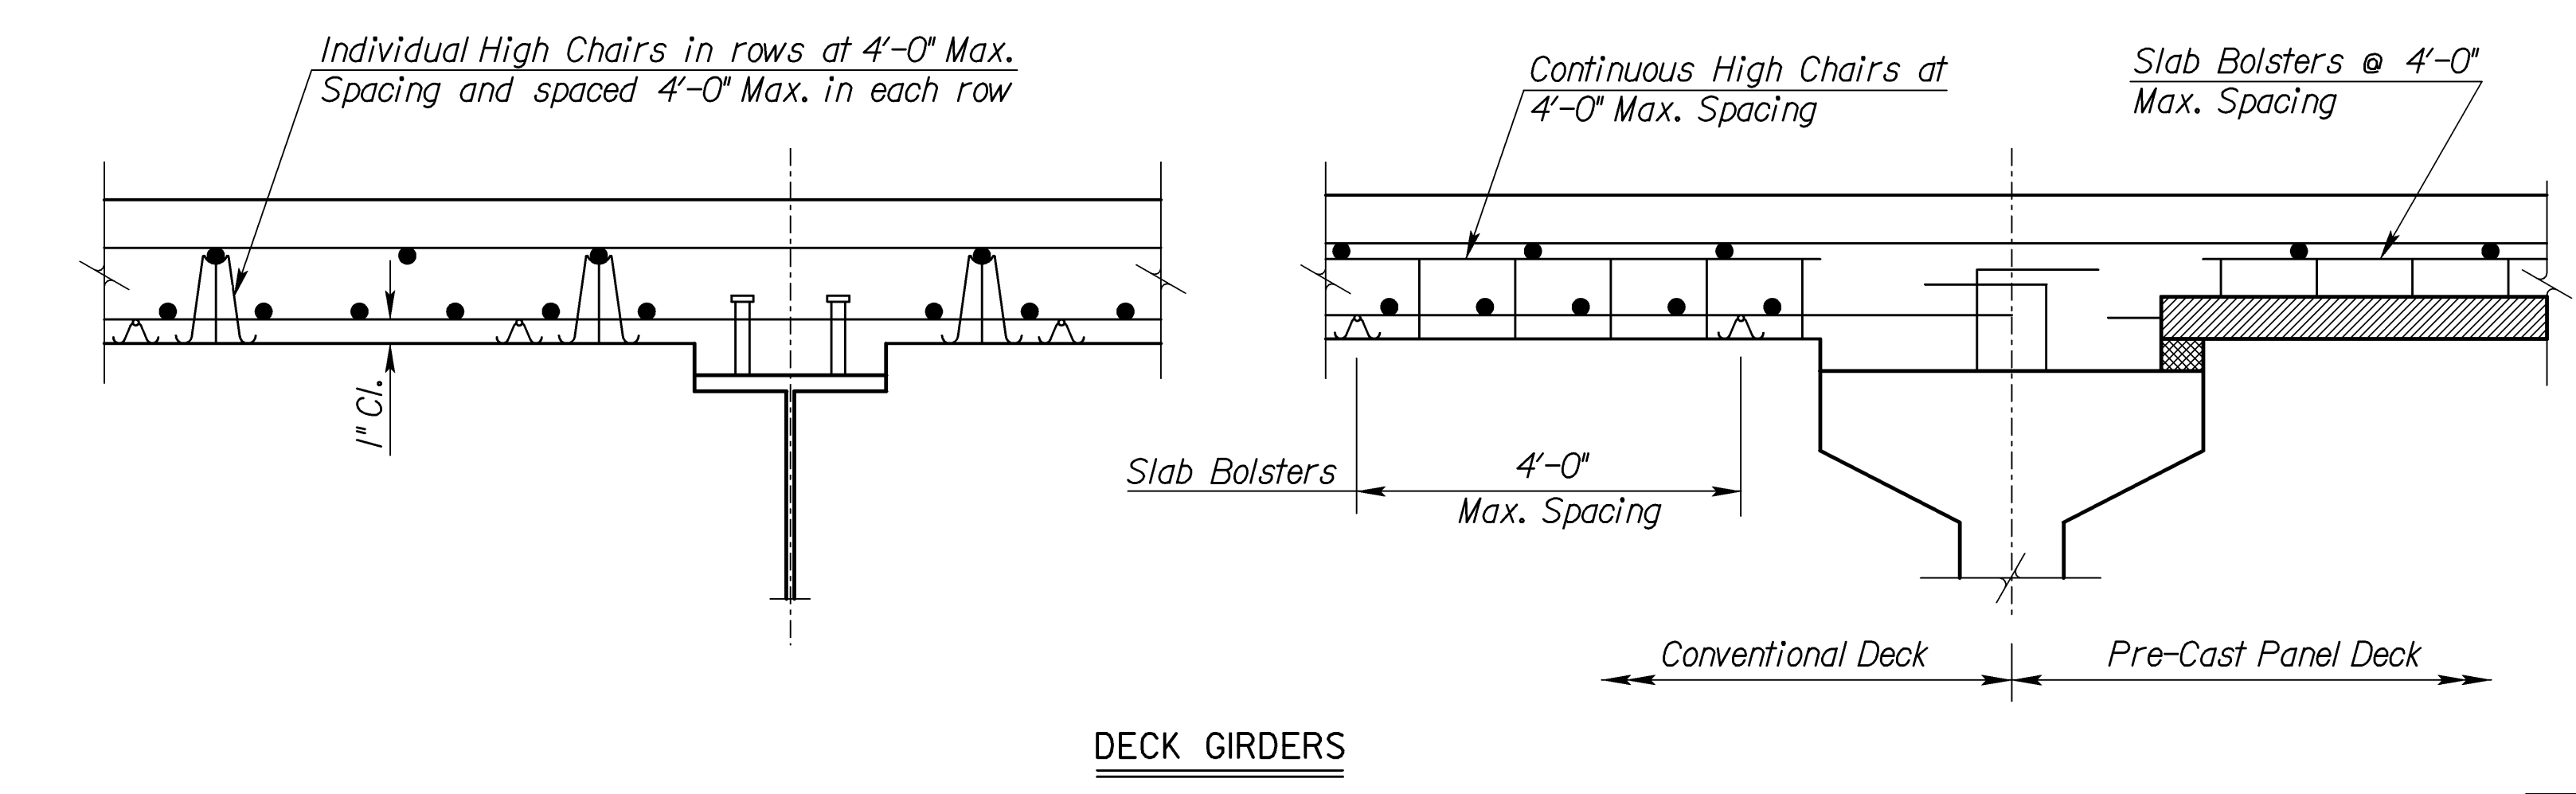 Individual High Chairs in rows at 4'-0" Max.
Spacing and spaced 4'-0" Max. in each row
Continuous High Chairs at
4'-0" Max. Spacing
Slab Bolsters @ 4'-0"
Max. Spacing
1" Cl.
Slab Bolsters
4'-0"
Max. Spacing
Conventional Deck
Pre-Cast Panel Deck
DECK GIRDERS